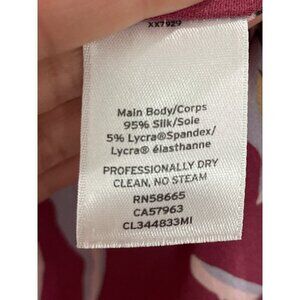 XX7929
Main Body/Corps
95% Silk/Soie
5% Lycra®Spandex/
Lycra® élasthanne
PROFESSIONALLY DRY
CLEAN, NO STEAM
RN58665
CA57963
CL344833MI